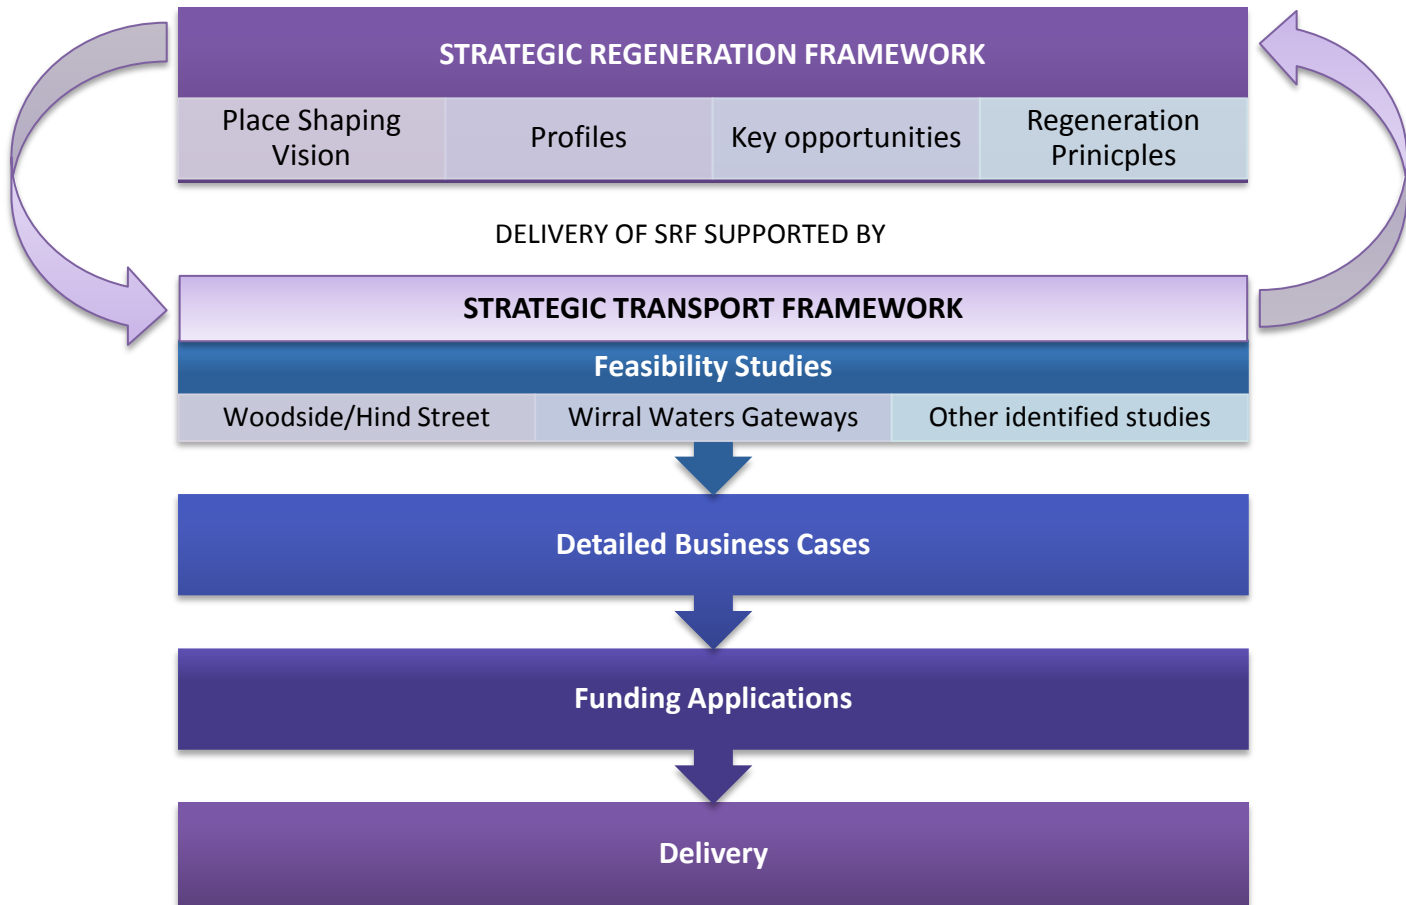 STRATEGIC REGENERATION FRAMEWORK
Place Shaping
Vision
Profiles
Key opportunities
Regeneration
Prinicples
DELIVERY OF SRF SUPPORTED BY
STRATEGIC TRANSPORT FRAMEWORK
Feasibility Studies
Woodside/Hind Street
Wirral Waters Gateways
Other identified studies
Detailed Business Cases
Funding Applications
Delivery